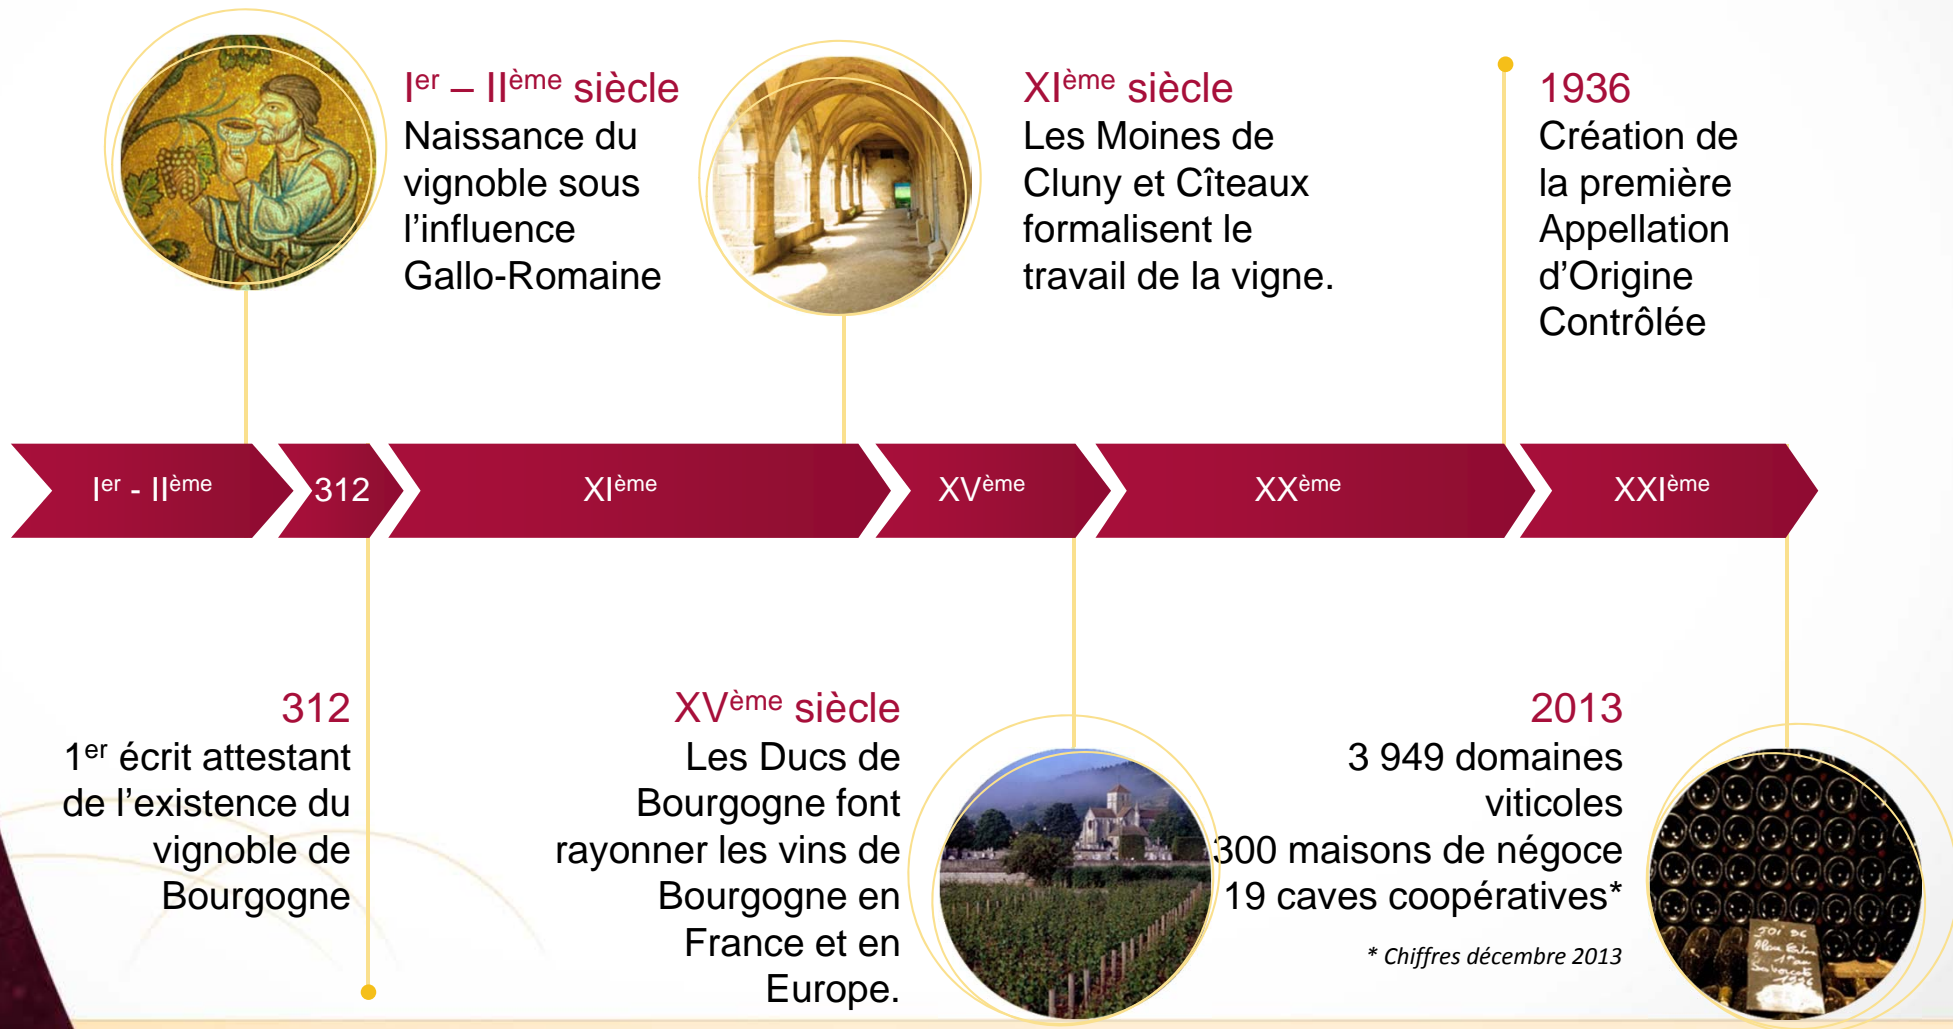 Ier – IIème siècle
Naissance du
vignoble sous
l’influence
Gallo-Romaine
XIème siècle
Les Moines de
Cluny et Cîteaux
formalisent le
travail de la vigne.
1936
Création de
la première
Appellation
d’Origine
Contrôlée
Ier - IIème
312
XIème
XVème
XXème
XXIème
312
1er écrit attestant
de l’existence du
vignoble de
Bourgogne
XVème siècle
Les Ducs de
Bourgogne font
rayonner les vins de
Bourgogne en
France et en
Europe.
2013
3 949 domaines
viticoles
300 maisons de négoce
19 caves coopératives*
* Chiffres décembre 2013